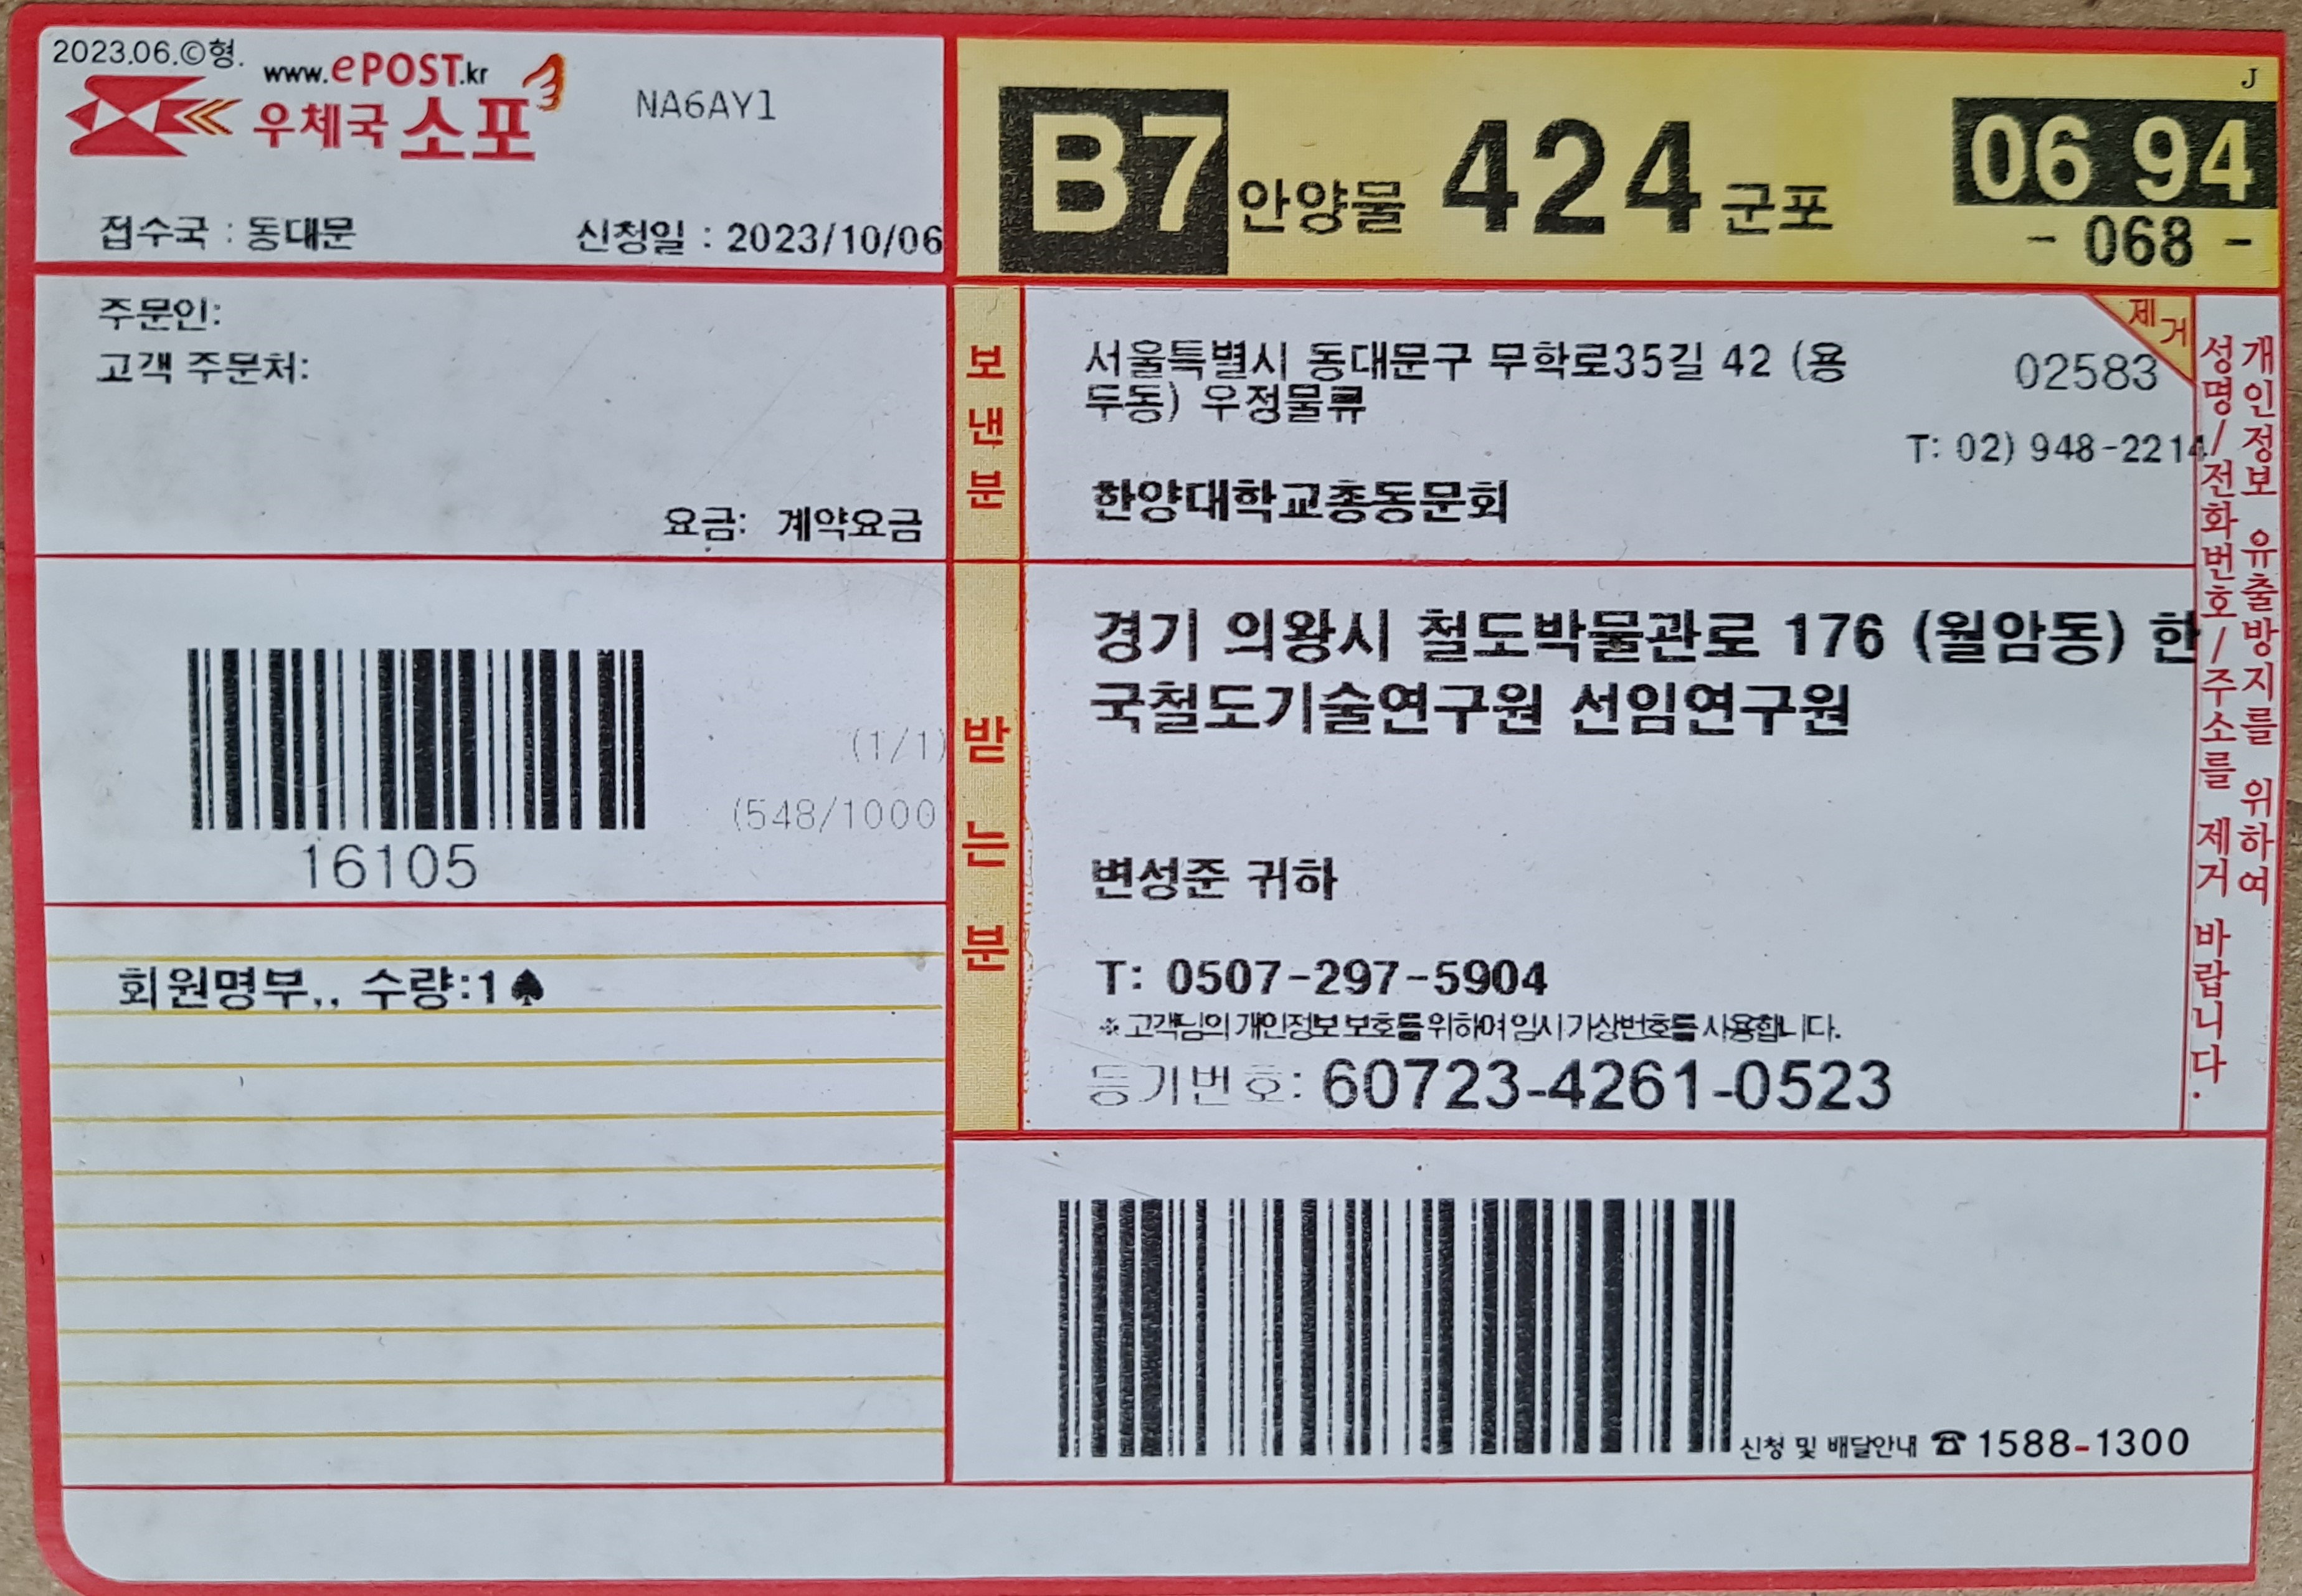 2023.06.©형.
www.ePOST.kr
우체국 소포
NA6AY1
접수국 : 동대문
신청일 : 2023/10/06
J
B7 안양물 424 군포
06 94
- 068 -
주문인:
고객 주문처:
요금: 계약요금
보낸분
서울특별시 동대문구 무학로35길 42 (용
두동) 우정물류
02583
T: 02) 948-2214
한양대학교총동문회
제거
개인정보 유출방지를 위하여
성명/전화번호/주소를 제거 바랍니다.
(1/1)
(548/1000
16105
받는분
경기 의왕시 철도박물관로 176 (월암동) 한
국철도기술연구원 선임연구원
변성준 귀하
T: 0507-297-5904
※ 고객님의 개인정보 보호를 위하여 임시 가상번호를 사용합니다.
등기번호: 60723-4261-0523
회원명부,, 수량:1♠
신청 및 배달안내 ☎ 1588-1300